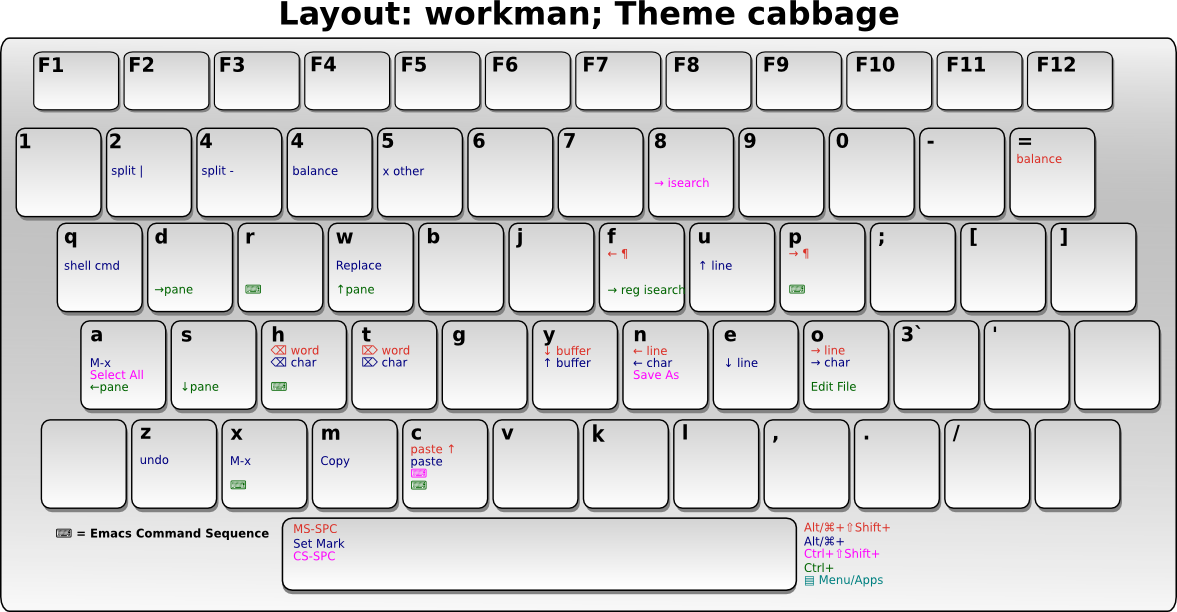 Layout: workman; Theme cabbage
F1 F2 F3 F4 F5 F6 F7 F8 F9 F10 F11 F12
1 2 4 4 5 6 7 8 9 0 - =
balance
split | split - balance x other
→ isearch
q d r w b j f u p ; [ ]
← ¶ → ¶
shell cmd Replace ↑ line
→pane ⌨ ↑pane → reg isearch ⌨
a s h t g y n e o 3` '
⌫ word ⌦ word ↓ buffer ← line → line
M-x ⌫ char ⌦ char ↑ buffer ← char ↓ line → char
Select All Save As
←pane ↓pane ⌨ Edit File
z x m c v k l , . /
paste ↑
undo M-x Copy paste
⌨
⌨ ⌨
⌨ = Emacs Command Sequence
MS-SPC
Set Mark
CS-SPC
Alt/⌘+⇧Shift+
Alt/⌘+
Ctrl+⇧Shift+
Ctrl+
▤ Menu/Apps